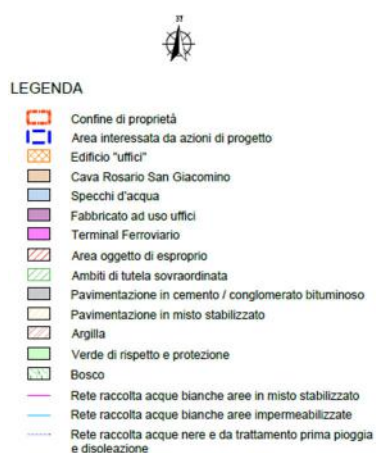 LEGENDA
Confine di proprietà
Area interessata da azioni di progetto
Edificio "uffici"
Cava Rosario San Giacomino
Specchi d'acqua
Fabbricato ad uso uffici
Terminal Ferroviario
Area oggetto di esproprio
Ambiti di tutela sovraordinata
Pavimentazione in cemento / conglomerato bituminoso
Pavimentazione in misto stabilizzato
Argilla
Verde di rispetto e protezione
Bosco
Rete raccolta acque bianche aree in misto stabilizzato
Rete raccolta acque bianche aree impermeabilizzate
Rete raccolta acque nere e da trattamento prima pioggia
e disoleazione